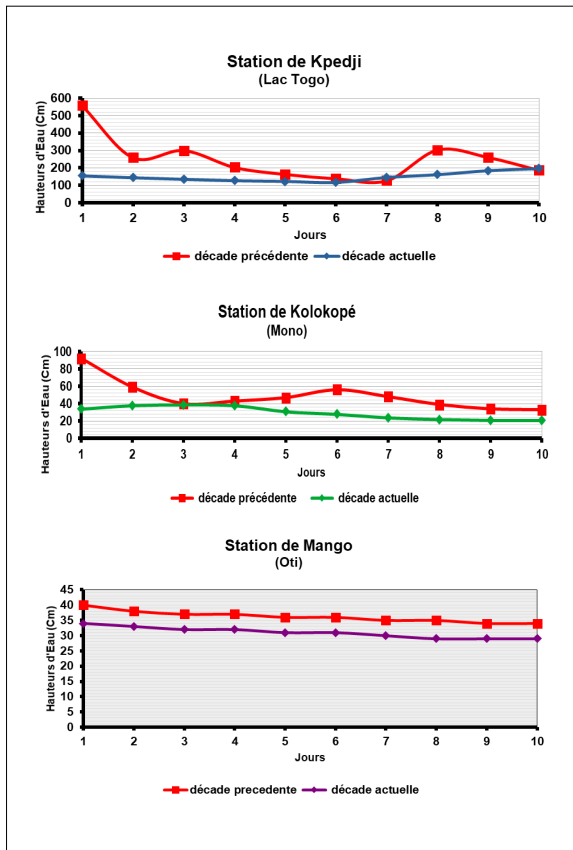 Station de Kpedji
(Lac Togo)
Hauteurs d'Eau (Cm)
600
500
400
300
200
100
0
1 2 3 4 5 6 7 8 9 10
Jours
décade précédente décade actuelle
Station de Kolokopé
(Mono)
Hauteurs d'Eau (Cm)
100
80
60
40
20
0
1 2 3 4 5 6 7 8 9 10
Jours
décade précédente décade actuelle
Station de Mango
(Oti)
Hauteurs d'Eau (Cm)
45
40
35
30
25
20
15
10
5
0
1 2 3 4 5 6 7 8 9 10
Jours
décade precedente décade actuelle